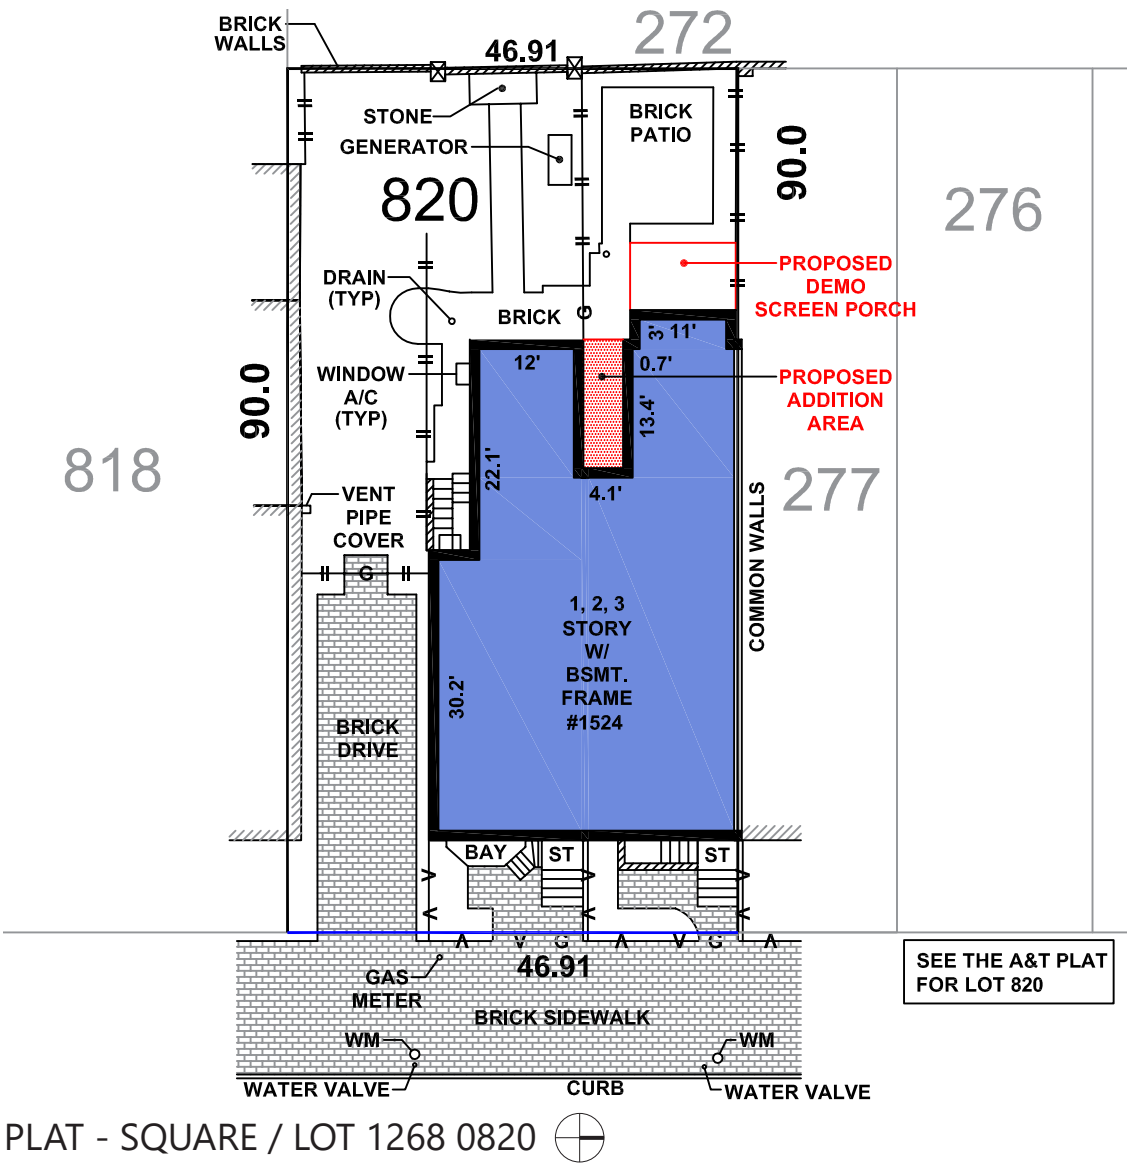 BRICK
WALLS
46.91
272
STONE
GENERATOR
BRICK
PATIO
90.0
820
276
DRAIN
(TYP)
BRICK
G
PROPOSED
DEMO
SCREEN PORCH
3'
11'
12'
0.7'
WINDOW
A/C
(TYP)
PROPOSED
ADDITION
AREA
90.0
13.4'
22.1'
818
4.1'
277
VENT
PIPE
COVER
G
COMMON WALLS
1, 2, 3
STORY
W/
BSMT.
FRAME
#1524
30.2'
BRICK
DRIVE
BAY
ST
ST
G
G
46.91
GAS
METER
SEE THE A&T PLAT
FOR LOT 820
BRICK SIDEWALK
WM
WM
WATER VALVE
CURB
WATER VALVE
PLAT - SQUARE / LOT 1268 0820